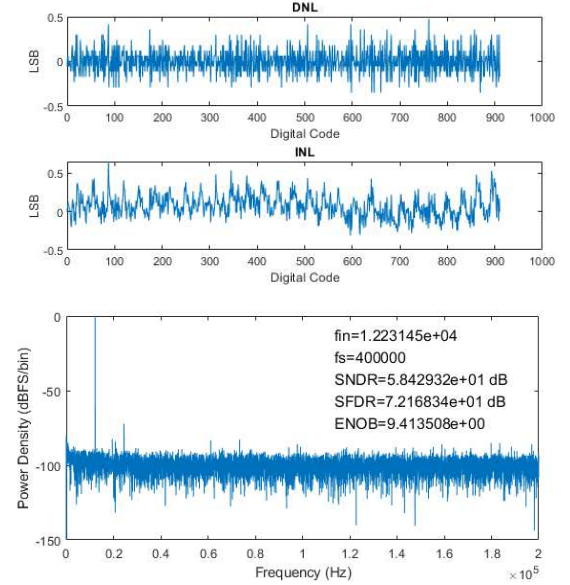 DNL
0.5
LSB
0
-0.5
0 100 200 300 400 500 600 700 800 900 1000
Digital Code
INL
0.5
LSB
0
-0.5
0 100 200 300 400 500 600 700 800 900 1000
Digital Code
0
fin=1.223145e+04
fs=400000
SNDR=5.842932e+01 dB
SFDR=7.216834e+01 dB
ENOB=9.413508e+00
-50
Power Density (dBFS/bin)
-100
-150
0 0.2 0.4 0.6 0.8 1 1.2 1.4 1.6 1.8 2
Frequency (Hz)
× 10⁵